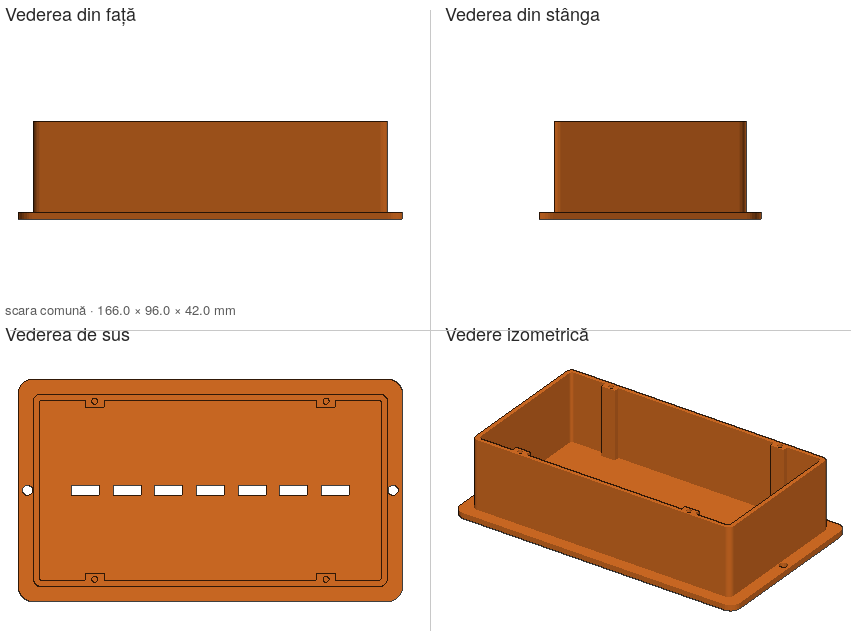 Vederea din față
Vederea din stânga
scara comună · 166.0 × 96.0 × 42.0 mm
Vederea de sus
Vedere izometrică